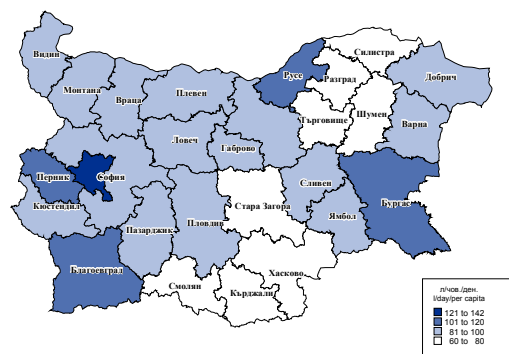 Видин
Силистра
Русе
Добрич
Монтана
Разград
Плевен
Враца
Шумен
Търговище
Варна
Ловеч
Габрово
Перник
София
Сливен
Кюстендил
Стара Загора
Бургас
Ямбол
Пловдив
Пазарджик
Благоевград
Хасково
Смолян
Кърджали
л/чов./ден.
l/day/per capita
121 to 142
101 to 120
81 to 100
60 to 80